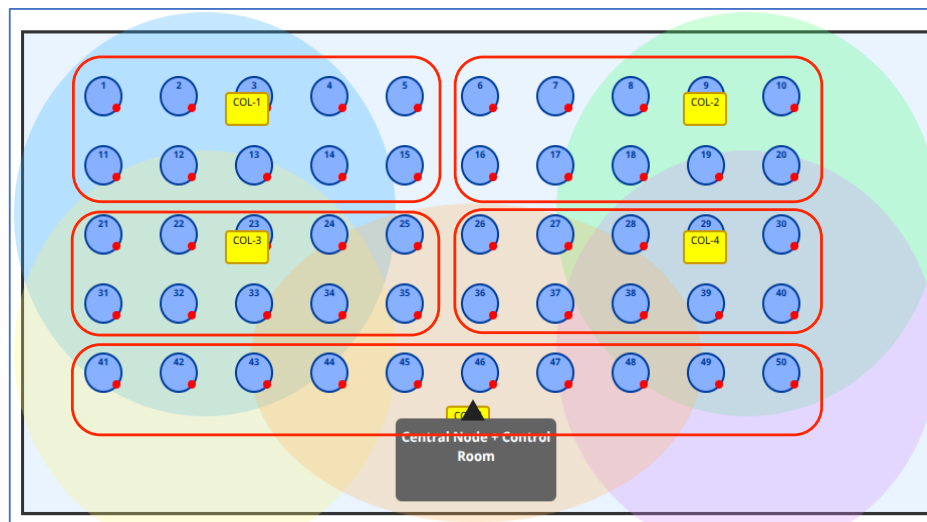 1 2 3 4 5 6 7 8 9 10
COL-1 COL-2
11 12 13 14 15 16 17 18 19 20
21 22 23 24 25 26 27 28 29 30
COL-3 COL-4
31 32 33 34 35 36 37 38 39 40
41 42 43 44 45 46 47 48 49 50
Central Node + Control
Room